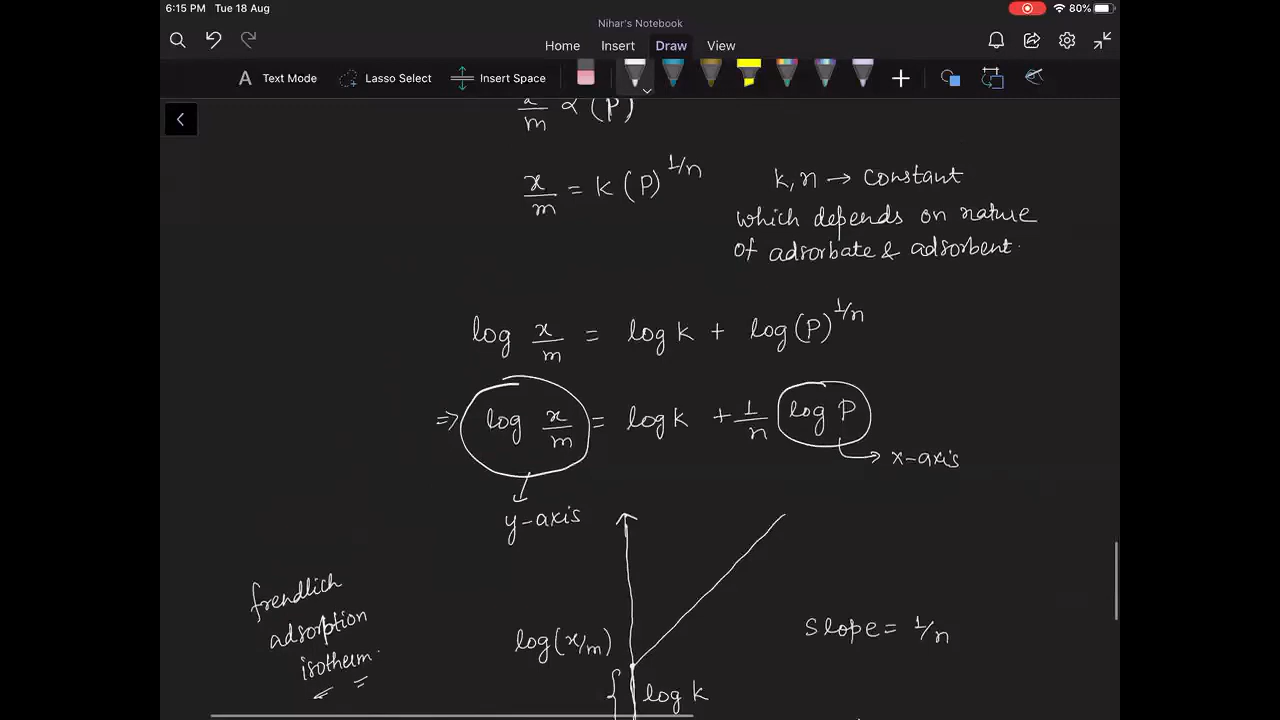 6:15 PM Tue 18 Aug
80%
Nihar's Notebook
Home Insert Draw View
Text Mode Lasso Select Insert Space
x/m ∝ (P)
x/m = k (P)^1/n
k, n → constant
which depends on nature
of adsorbate & adsorbent.
log x/m = log k + log (P)^1/n
⇒ log x/m = log k + 1/n log P
→ x-axis
y-axis
frendlich
adsorption
isotherm.
log (x/m)
slope = 1/n
log k